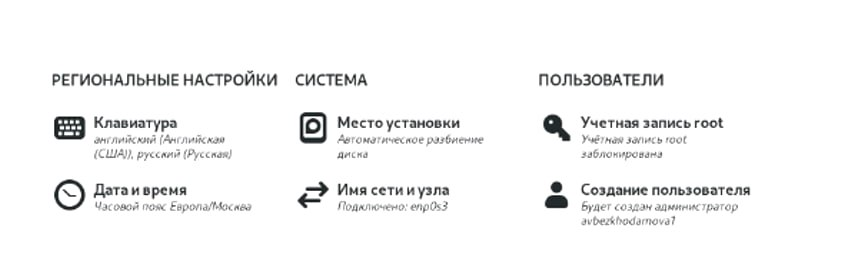 РЕГИОНАЛЬНЫЕ НАСТРОЙКИ
Клавиатура
английский (Английская
(США)), русский (Русская)
Дата и время
Часовой пояс Европа/Москва
СИСТЕМА
Место установки
Автоматическое разбиение
диска
Имя сети и узла
Подключено: enp0s3
ПОЛЬЗОВАТЕЛИ
Учетная запись root
Учётная запись root
заблокирована
Создание пользователя
Будет создан администратор
avbezkhodarnova1